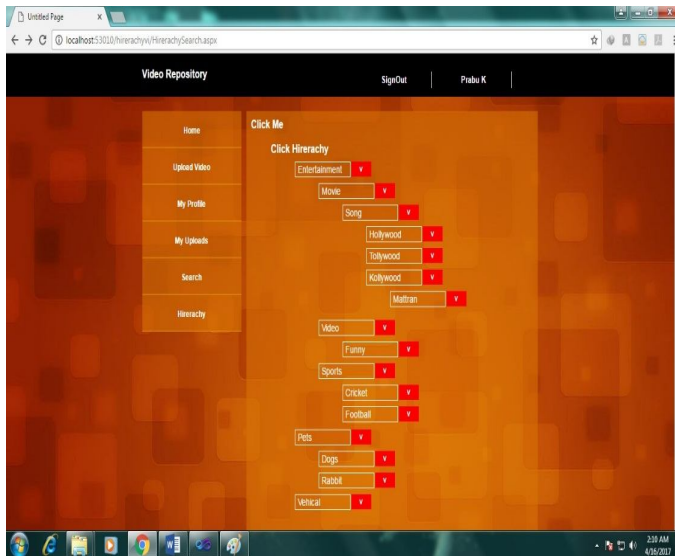 Untitled Page x
localhost:53010/hirerachyvi/HirerachySearch.aspx
Video Repository SignOut Prabu K
Home
Upload Video
My Profile
My Uploads
Search
Hirerachy
Click Me
Click Hirerachy
Entertainment v
Movie v
Song v
Hollywood v
Tollywood v
Kollywood v
Mattran v
Video v
Funny v
Sports v
Cricket v
Football v
Pets v
Dogs v
Rabbit v
Vehical v
2:10 AM
4/16/2017